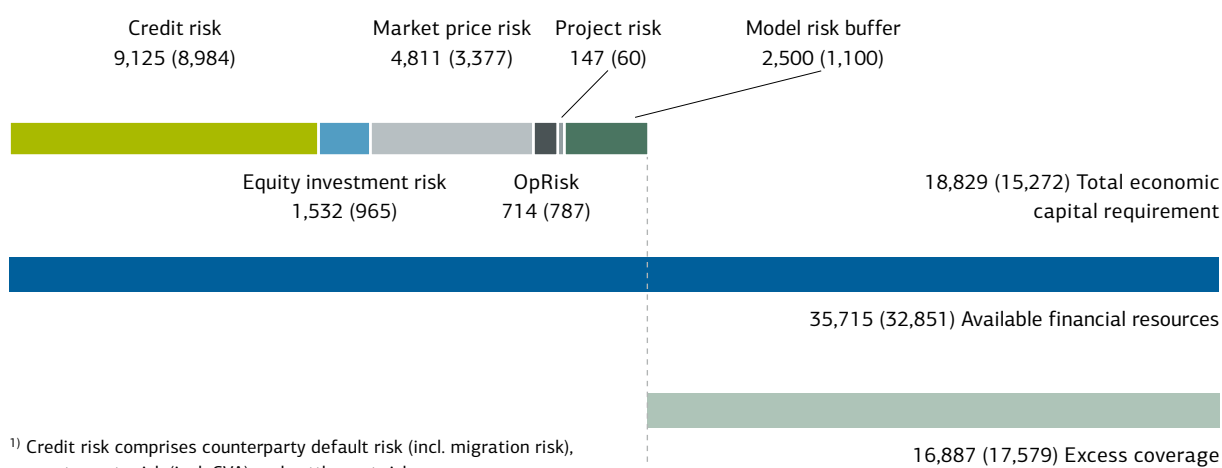 Credit risk
9,125 (8,984)
Market price risk
4,811 (3,377)
Project risk
147 (60)
Model risk buffer
2,500 (1,100)
Equity investment risk
1,532 (965)
OpRisk
714 (787)
18,829 (15,272) Total economic
capital requirement
35,715 (32,851) Available financial resources
1) Credit risk comprises counterparty default risk (incl. migration risk),
16,887 (17,579) Excess coverage